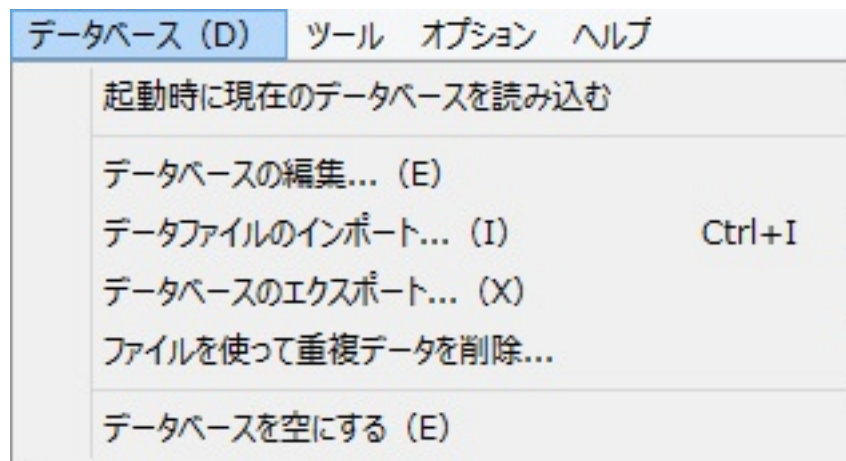 データベース（D） ツール オプション ヘルプ
起動時に現在のデータベースを読み込む
データベースの編集...（E）
データファイルのインポート...（I） Ctrl+I
データベースのエクスポート...（X）
ファイルを使って重複データを削除...
データベースを空にする（E）